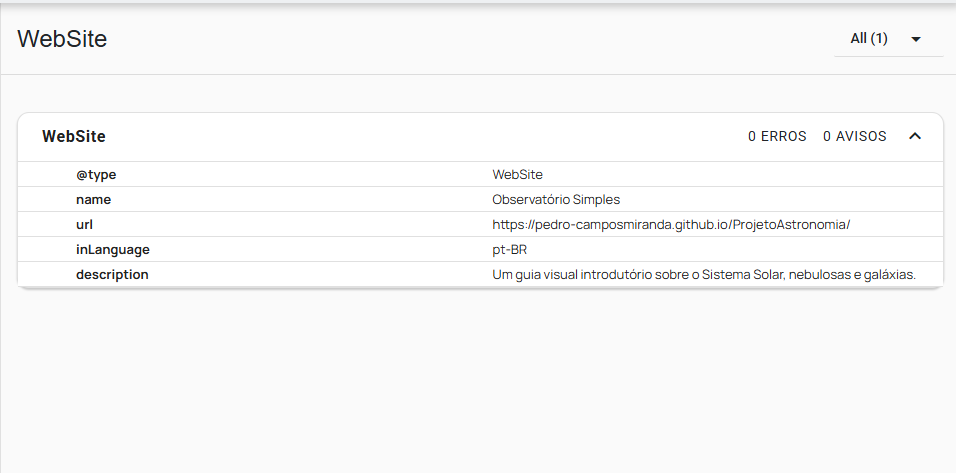 WebSite
All (1)
WebSite 0 ERROS 0 AVISOS
@type WebSite
name Observatório Simples
url https://pedro-camposmiranda.github.io/ProjetoAstronomia/
inLanguage pt-BR
description Um guia visual introdutório sobre o Sistema Solar, nebulosas e galáxias.